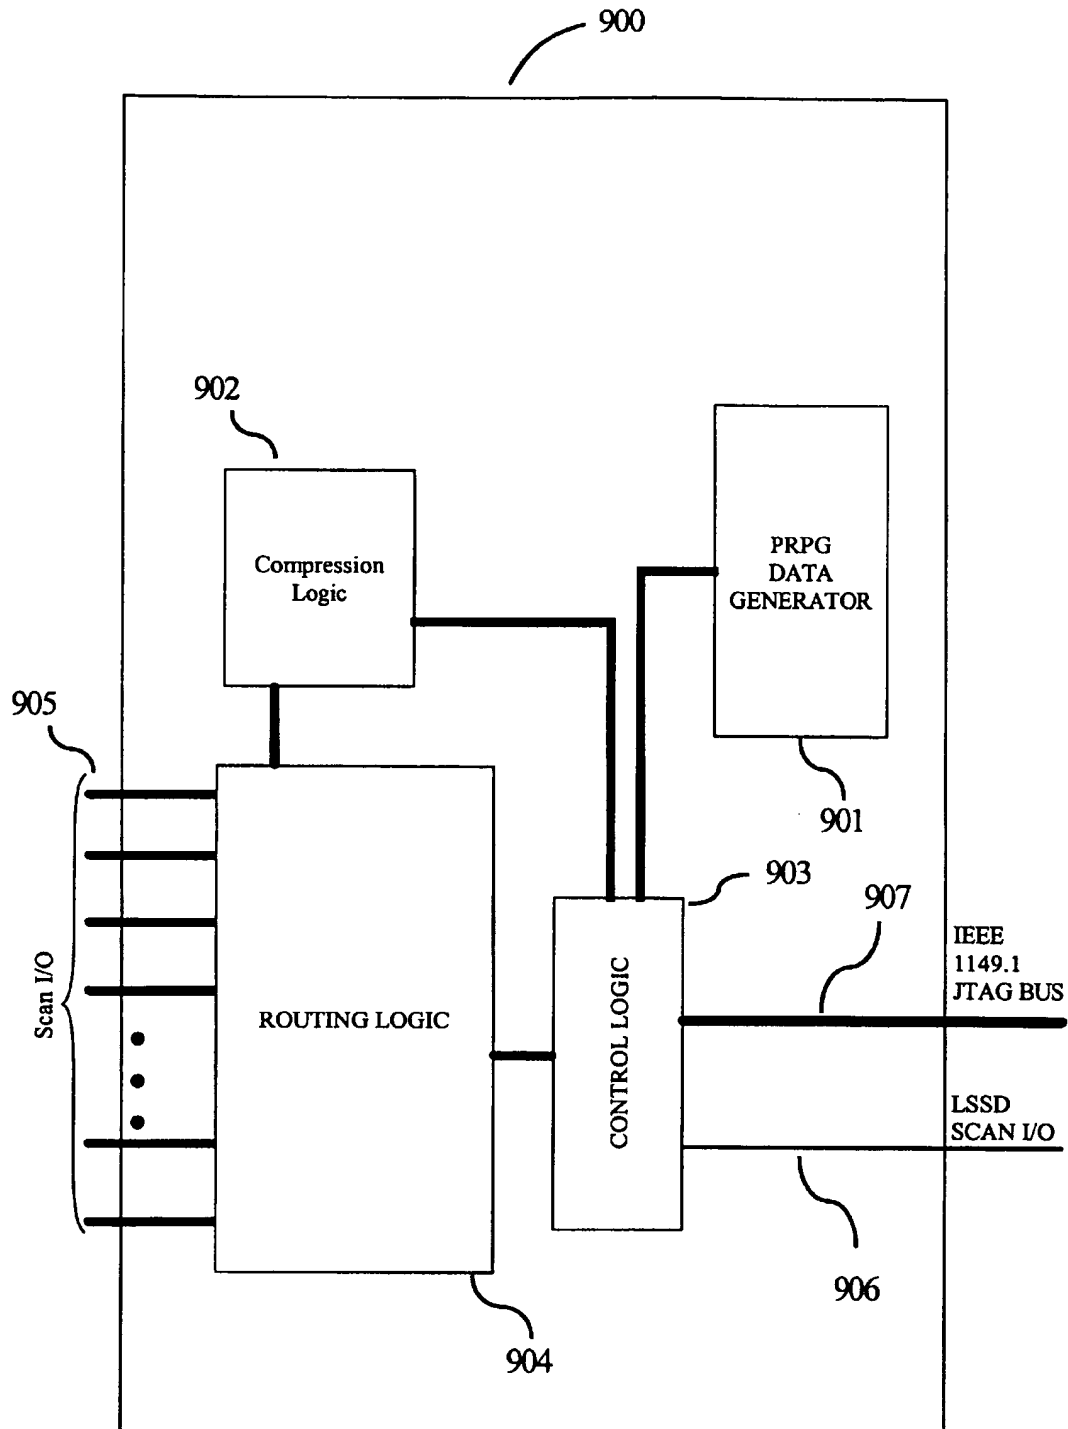 900
902
Compression
Logic
PRPG
DATA
GENERATOR
905
901
903
907
IEEE
1149.1
JTAG BUS
Scan I/O
ROUTING LOGIC
CONTROL LOGIC
LSSD
SCAN I/O
906
904